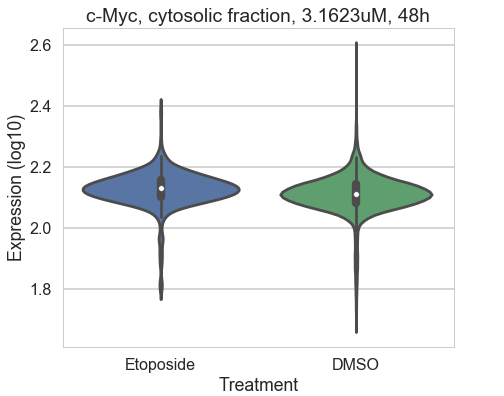 c-Myc, cytosolic fraction, 3.1623uM, 48h
2.6
2.4
2.2
2.0
1.8
Expression (log10)
Etoposide
DMSO
Treatment